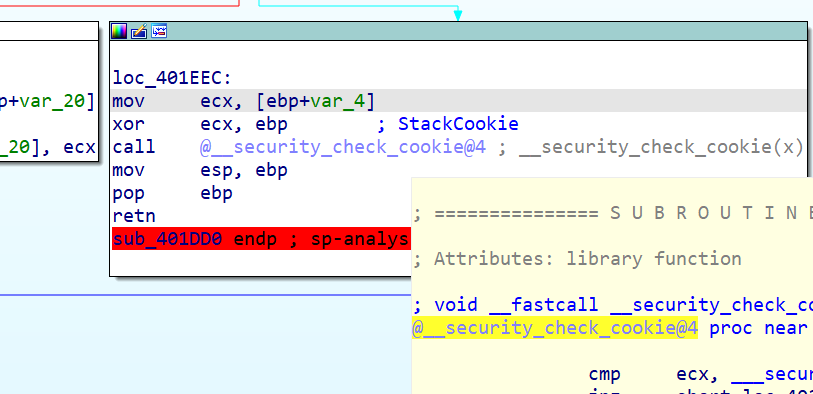 p+var_20]
_20], ecx
loc_401EEC:
mov ecx, [ebp+var_4]
xor ecx, ebp ; StackCookie
call @__security_check_cookie@4 ; __security_check_cookie(x)
mov esp, ebp
pop ebp
retn
sub_401DD0 endp ; sp-analys
; =============== S U B R O U T I N E
; Attributes: library function
; void __fastcall __security_check_co
@__security_check_cookie@4 proc near
cmp ecx, ___secur